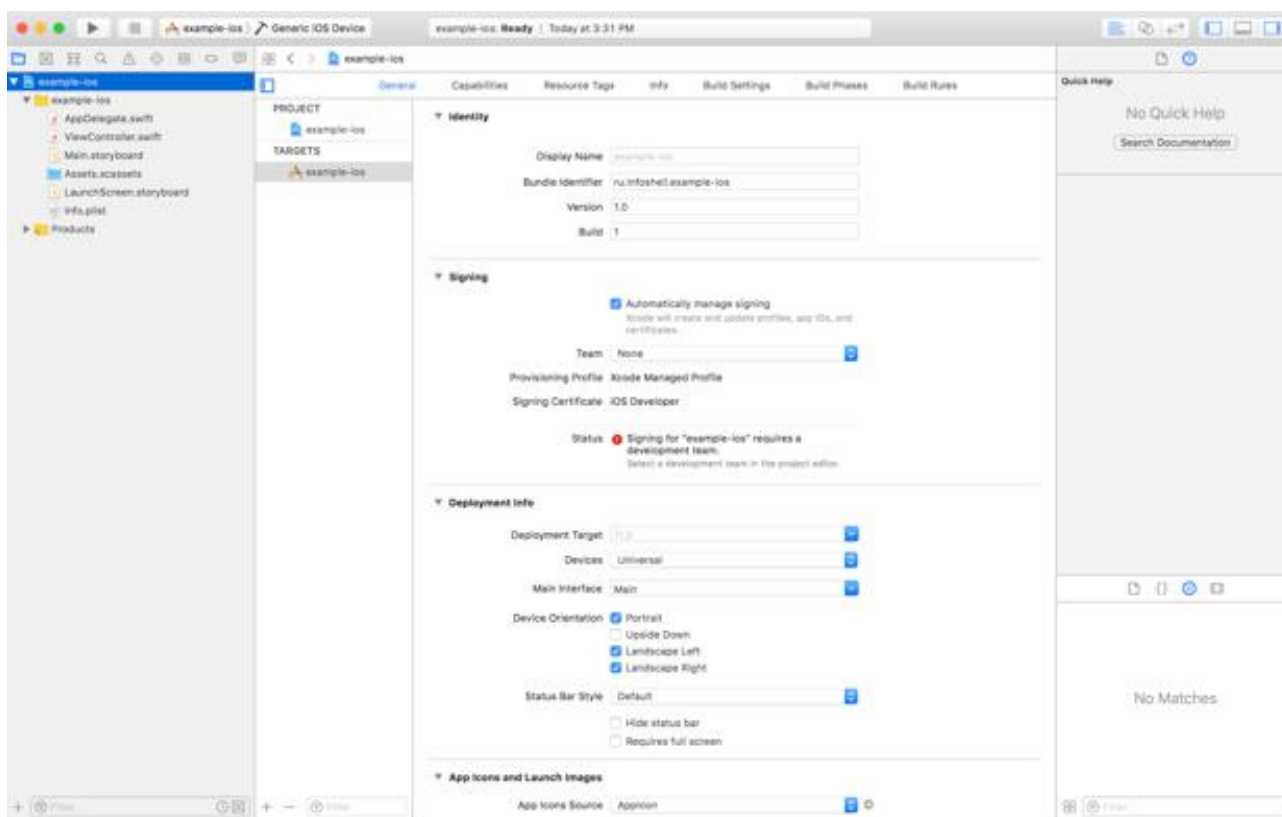 example-ios
Generic iOS Device
example-ios: Ready | Today at 3:31 PM
example-ios
example-ios
example-ios
AppDelegate.swift
ViewController.swift
Main.storyboard
Assets.xcassets
LaunchScreen.storyboard
Info.plist
Products
General
Capabilities
Resource Tags
Info
Build Settings
Build Phases
Build Rules
PROJECT
example-ios
TARGETS
example-ios
Identity
Display Name example-ios
Bundle Identifier ru.infoshell.example-ios
Version 1.0
Build 1
Signing
Automatically manage signing
Xcode will create and update profiles, app IDs, and
certificates.
Team None
Provisioning Profile Xcode Managed Profile
Signing Certificate iOS Developer
Status Signing for "example-ios" requires a
development team.
Select a development team in the project editor.
Deployment Info
Deployment Target
Devices Universal
Main Interface Main
Device Orientation Portrait
Upside Down
Landscape Left
Landscape Right
Status Bar Style Default
Hide status bar
Requires full screen
App Icons and Launch Images
App Icons Source AppIcon
Quick Help
No Quick Help
Search Documentation
No Matches
Filter
Filter
Filter